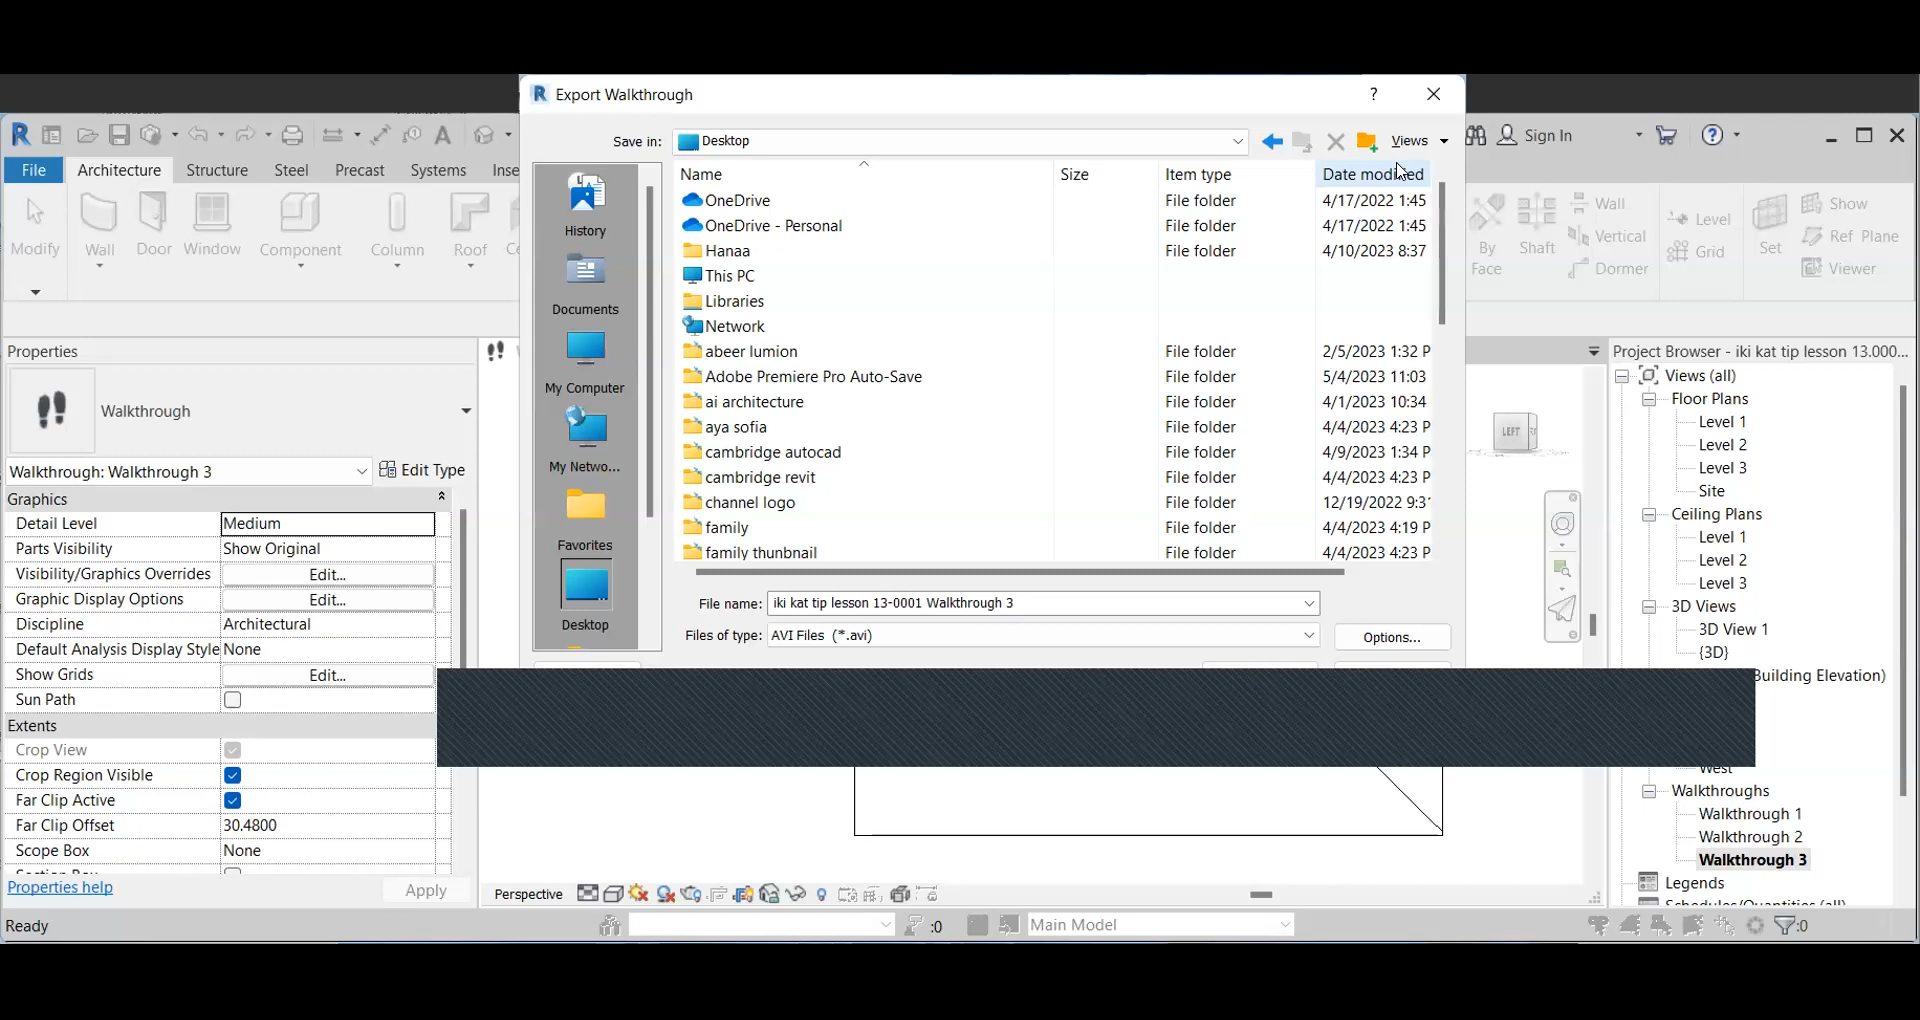 Export Walkthrough
?
Save in:
Desktop
Views
Sign In
File
Architecture
Structure
Steel
Precast
Systems
Inse
Name
Size
Item type
Modify
Wall
Door
Window
Component
Column
Roof
By
Face
Shaft
Wall
Vertical
Dormer
Level
Grid
Set
Show
Ref Plane
Viewer
History
Documents
My Computer
My Netwo...
Favorites
Desktop
OneDrive File folder 4/17/2022 1:45
OneDrive - Personal File folder 4/17/2022 1:45
Hanaa File folder 4/10/2023 8:37
This PC
Libraries
Network
abeer lumion File folder 2/5/2023 1:32 P
Adobe Premiere Pro Auto-Save File folder 5/4/2023 11:03
ai architecture File folder 4/1/2023 10:34
aya sofia File folder 4/4/2023 4:23 P
cambridge autocad File folder 4/9/2023 1:34 P
cambridge revit File folder 4/4/2023 4:23 P
channel logo File folder 12/19/2022 9:31
family File folder 4/4/2023 4:19 P
family thunbnail File folder 4/4/2023 4:23 P
File name: iki kat tip lesson 13-0001 Walkthrough 3
Files of type: AVI Files (*.avi)
Options...
Properties
Walkthrough
Walkthrough: Walkthrough 3
Edit Type
Graphics
Detail Level Medium
Parts Visibility Show Original
Visibility/Graphics Overrides Edit...
Graphic Display Options Edit...
Discipline Architectural
Default Analysis Display Style None
Show Grids Edit...
Sun Path
Extents
Crop View
Crop Region Visible
Far Clip Active
Far Clip Offset 30.4800
Scope Box None
Properties help
Apply
LEFT
Project Browser - iki kat tip lesson 13.000...
Views (all)
Floor Plans
Level 1
Level 2
Level 3
Site
Ceiling Plans
Level 1
Level 2
Level 3
3D Views
3D View 1
{3D}
Building Elevation)
West
Walkthroughs
Walkthrough 1
Walkthrough 2
Walkthrough 3
Legends
Perspective
Ready
:0
Main Model
:0